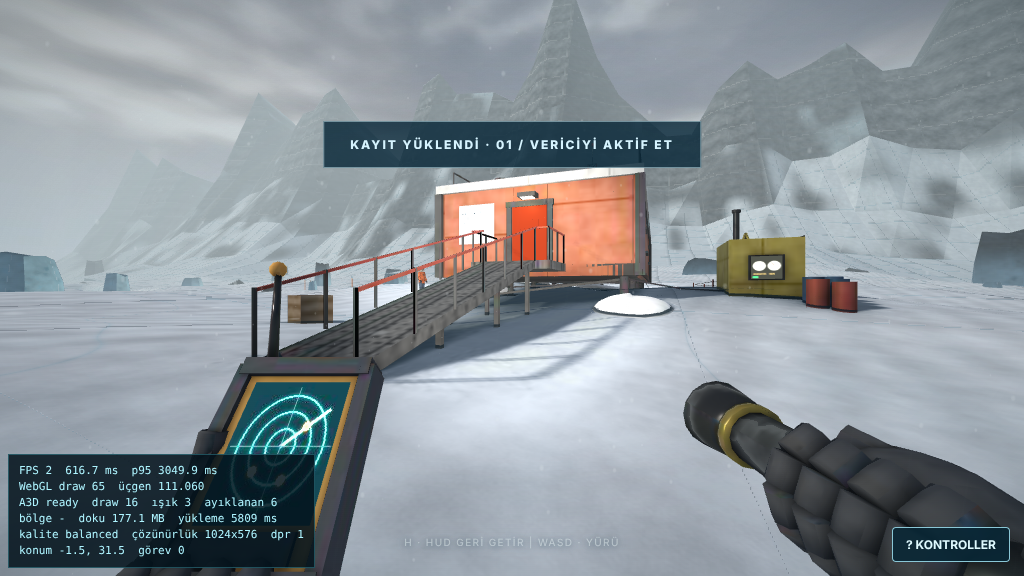 KAYIT YÜKLENDİ · 01 / VERİCİYİ AKTİF ET
FPS 2  616.7 ms  p95 3049.9 ms
WebGL draw 65  üçgen 111.060
A3D ready  draw 16  ışık 3  ayıklanan 6
bölge -  doku 177.1 MB  yükleme 5809 ms
kalite balanced  çözünürlük 1024x576  dpr 1
konum -1.5, 31.5  görev 0
H · HUD GERİ GETİR | WASD · YÜRÜ
? KONTROLLER